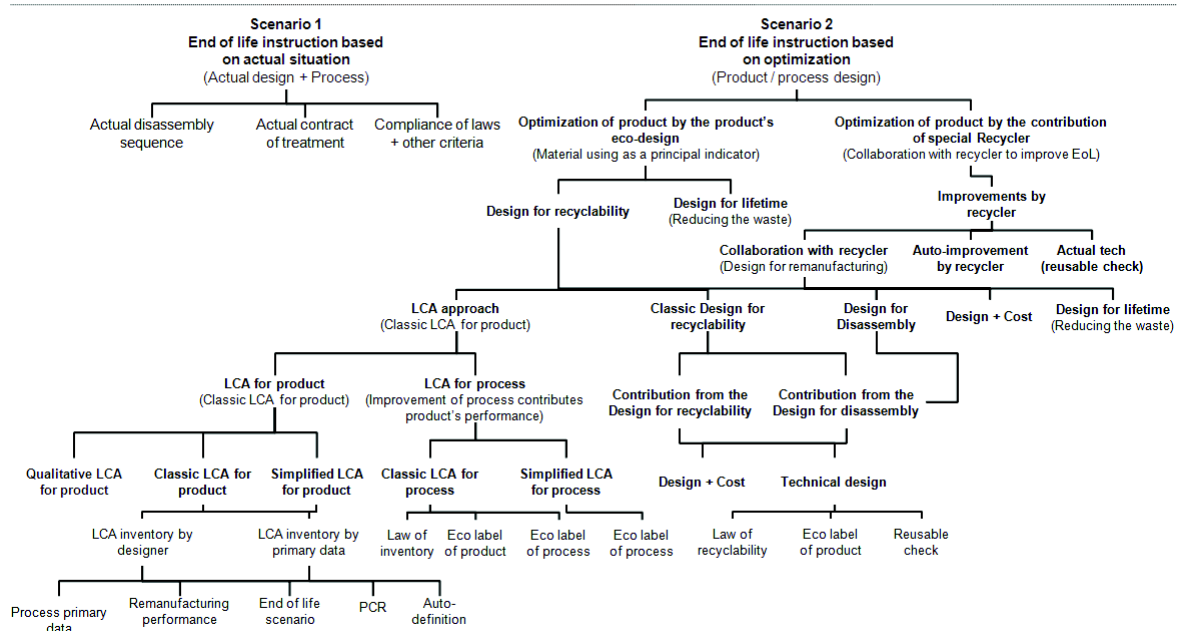 Scenario 1
End of life instruction based
on actual situation
(Actual design + Process)
Scenario 2
End of life instruction based
on optimization
(Product / process design)
Actual disassembly
sequence
Actual contract
of treatment
Compliance of laws
+ other criteria
Optimization of product by the product's
eco-design
(Material using as a principal indicator)
Optimization of product by the contribution
of special Recycler
(Collaboration with recycler to improve EoL)
Design for recyclability
Design for lifetime
(Reducing the waste)
Improvements by
recycler
Collaboration with recycler
(Design for remanufacturing)
Auto-improvement
by recycler
Actual tech
(reusable check)
LCA approach
(Classic LCA for product)
Classic Design for
recyclability
Design for
Disassembly
Design + Cost
Design for lifetime
(Reducing the waste)
LCA for product
(Classic LCA for product)
LCA for process
(Improvement of process contributes
product's performance)
Contribution from the
Design for recyclability
Contribution from the
Design for disassembly
Qualitative LCA
for product
Classic LCA for
product
Simplified LCA
for product
Classic LCA for
process
Simplified LCA
for process
Design + Cost
Technical design
LCA inventory by
designer
LCA inventory by
primary data
Law of
inventory
Eco label
of product
Eco label
of process
Eco label
of process
Law of
recyclability
Eco label
of product
Reusable
check
Process primary
data
Remanufacturing
performance
End of life
scenario
PCR
Auto-
definition